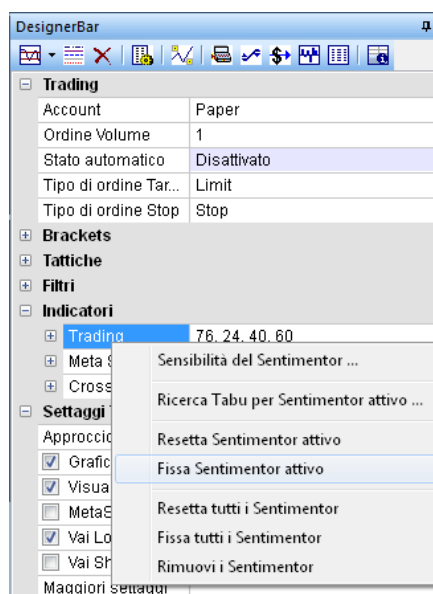 DesignerBar
Trading
Account Paper
Ordine Volume 1
Stato automatico Disattivato
Tipo di ordine Tar... Limit
Tipo di ordine Stop Stop
Brackets
Tattiche
Filtri
Indicatori
Trading 76, 24, 40, 60
Meta
Cross
Settaggi
Approccio
Grafic
Visua
MetaS
Vai Lo
Vai Sh
Maggiori settaggi
Sensibilità del Sentimentor ...
Ricerca Tabu per Sentimentor attivo ...
Resetta Sentimentor attivo
Fissa Sentimentor attivo
Resetta tutti i Sentimentor
Fissa tutti i Sentimentor
Rimuovi i Sentimentor